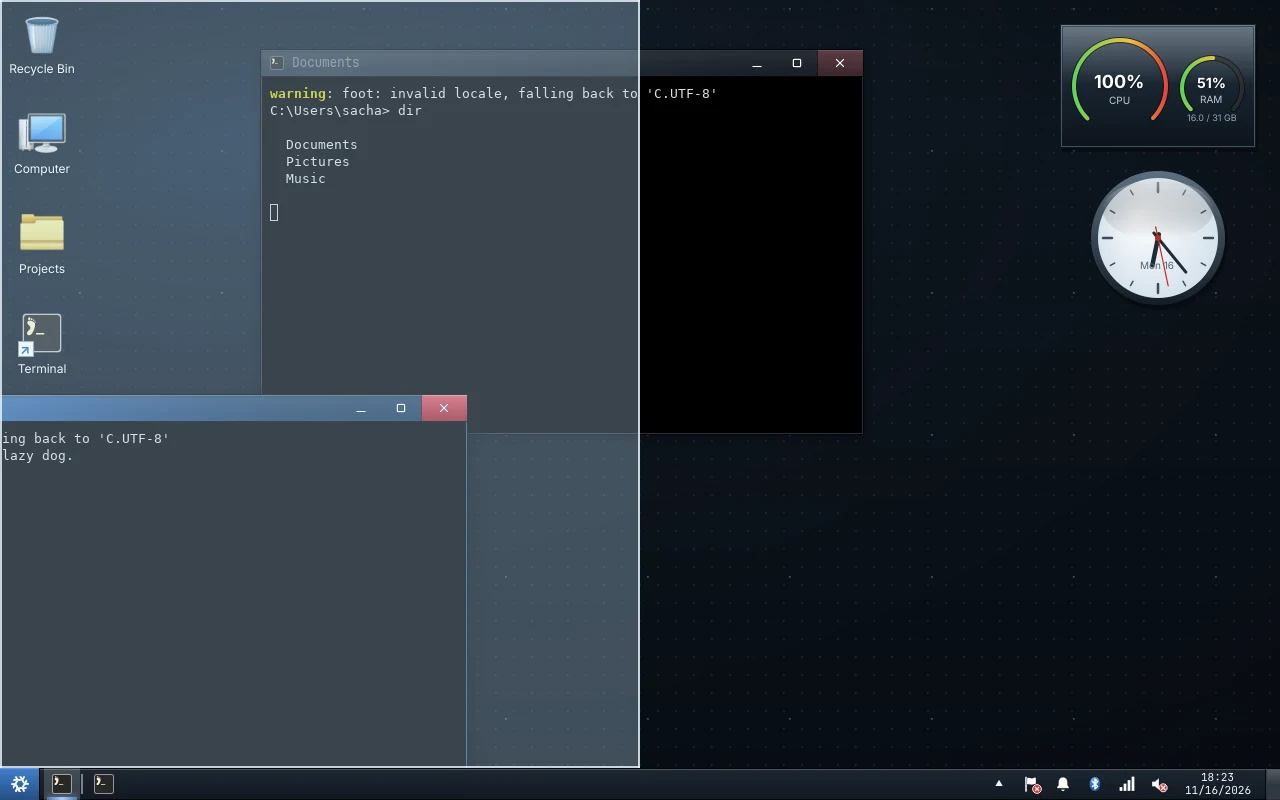 Recycle Bin
Computer
Projects
Terminal
Documents
warning: foot: invalid locale, falling back to 'C.UTF-8'
C:\Users\sacha> dir
Documents
Pictures
Music
ing back to 'C.UTF-8'
lazy dog.
100%
CPU
51%
RAM
16.0 / 31 GB
Mon 16
18:23
11/16/2026